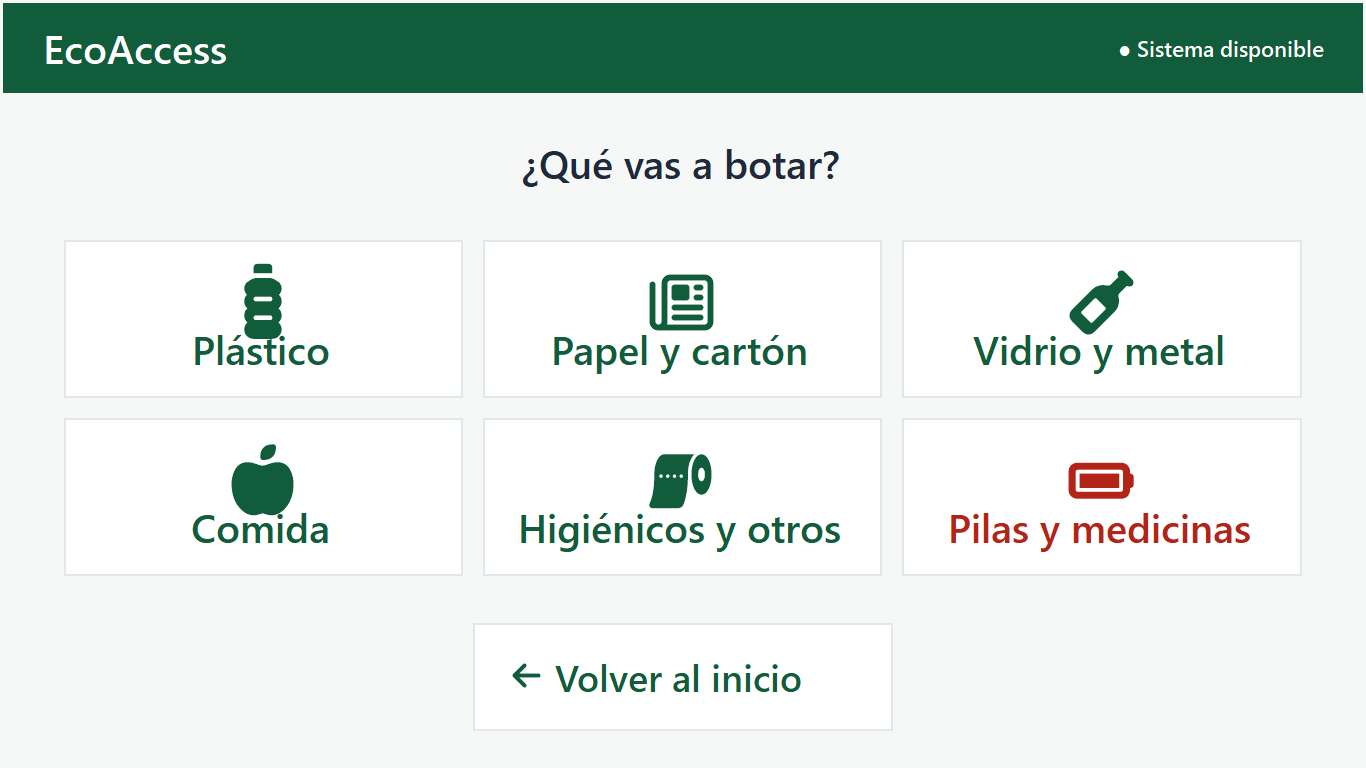 EcoAccess
● Sistema disponible
¿Qué vas a botar?
Plástico
Papel y cartón
Vidrio y metal
Comida
Higiénicos y otros
Pilas y medicinas
← Volver al inicio